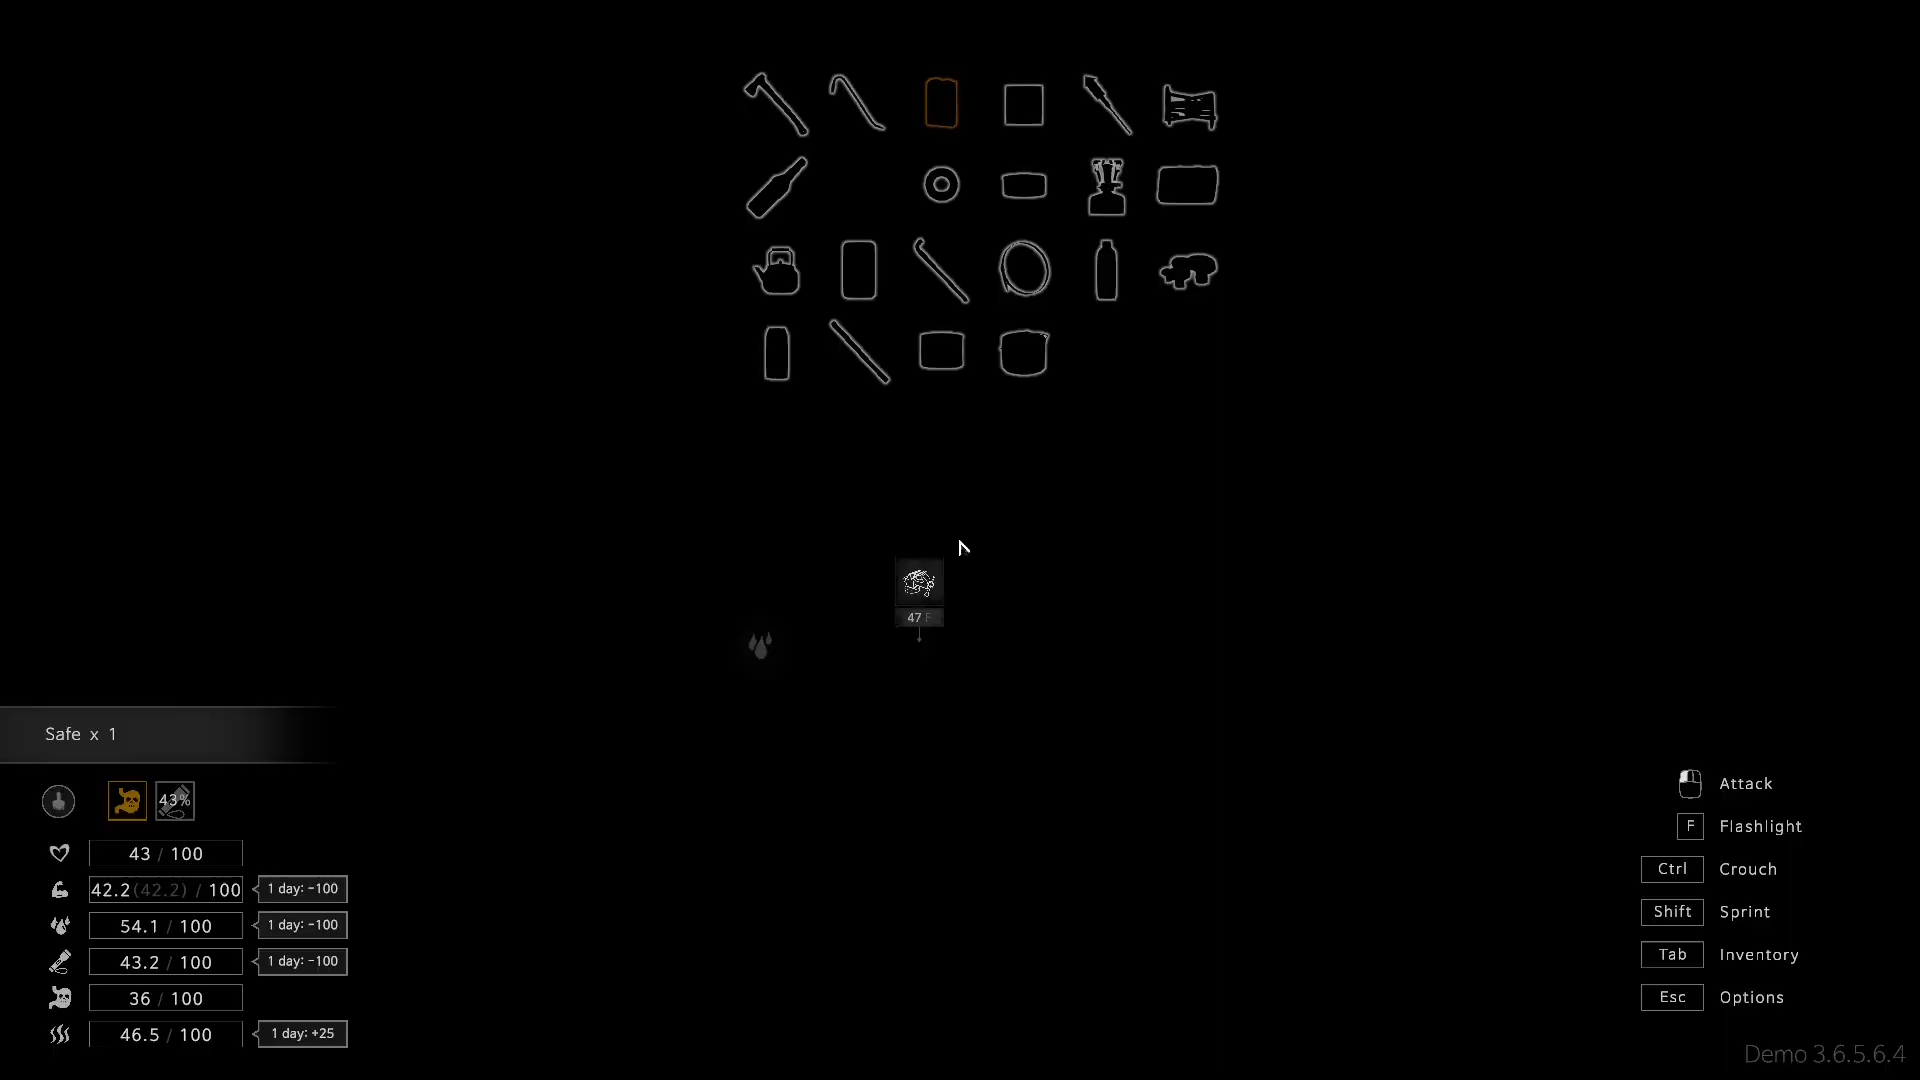 47 F
Safe x 1
43%
43 / 100
42.2(42.2) / 100
1 day: -100
54.1 / 100
1 day: -100
43.2 / 100
1 day: -100
36 / 100
46.5 / 100
1 day: +25
Attack
F Flashlight
Ctrl Crouch
Shift Sprint
Tab Inventory
Esc Options
Demo 3.6.5.6.4